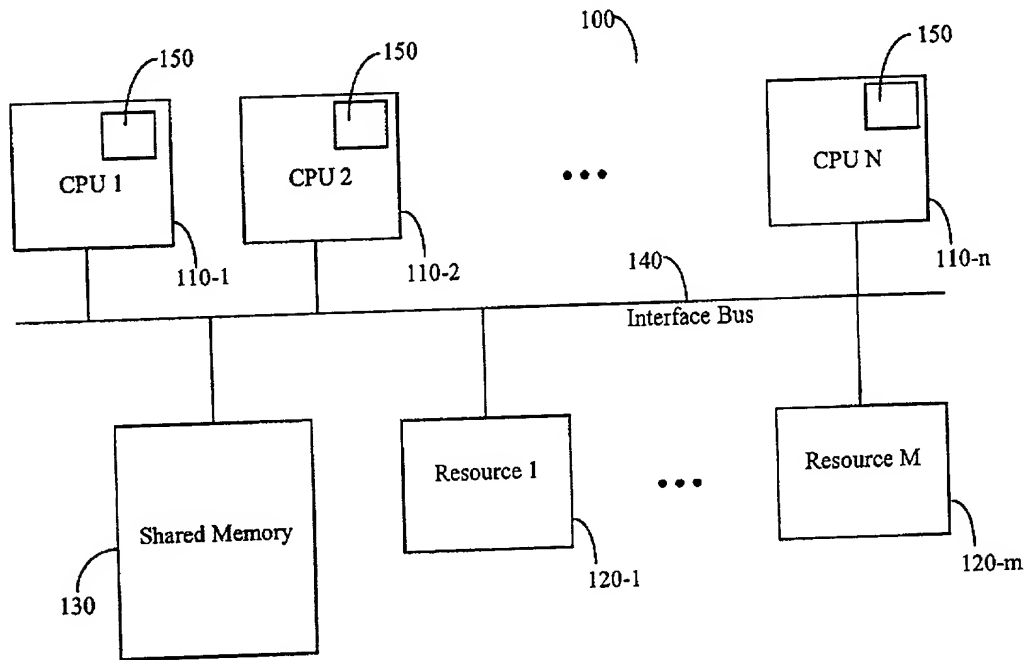 100
150
150
150
CPU 1
CPU 2
...
CPU N
110-1
110-2
140
110-n
Interface Bus
Shared Memory
Resource 1
...
Resource M
130
120-1
120-m